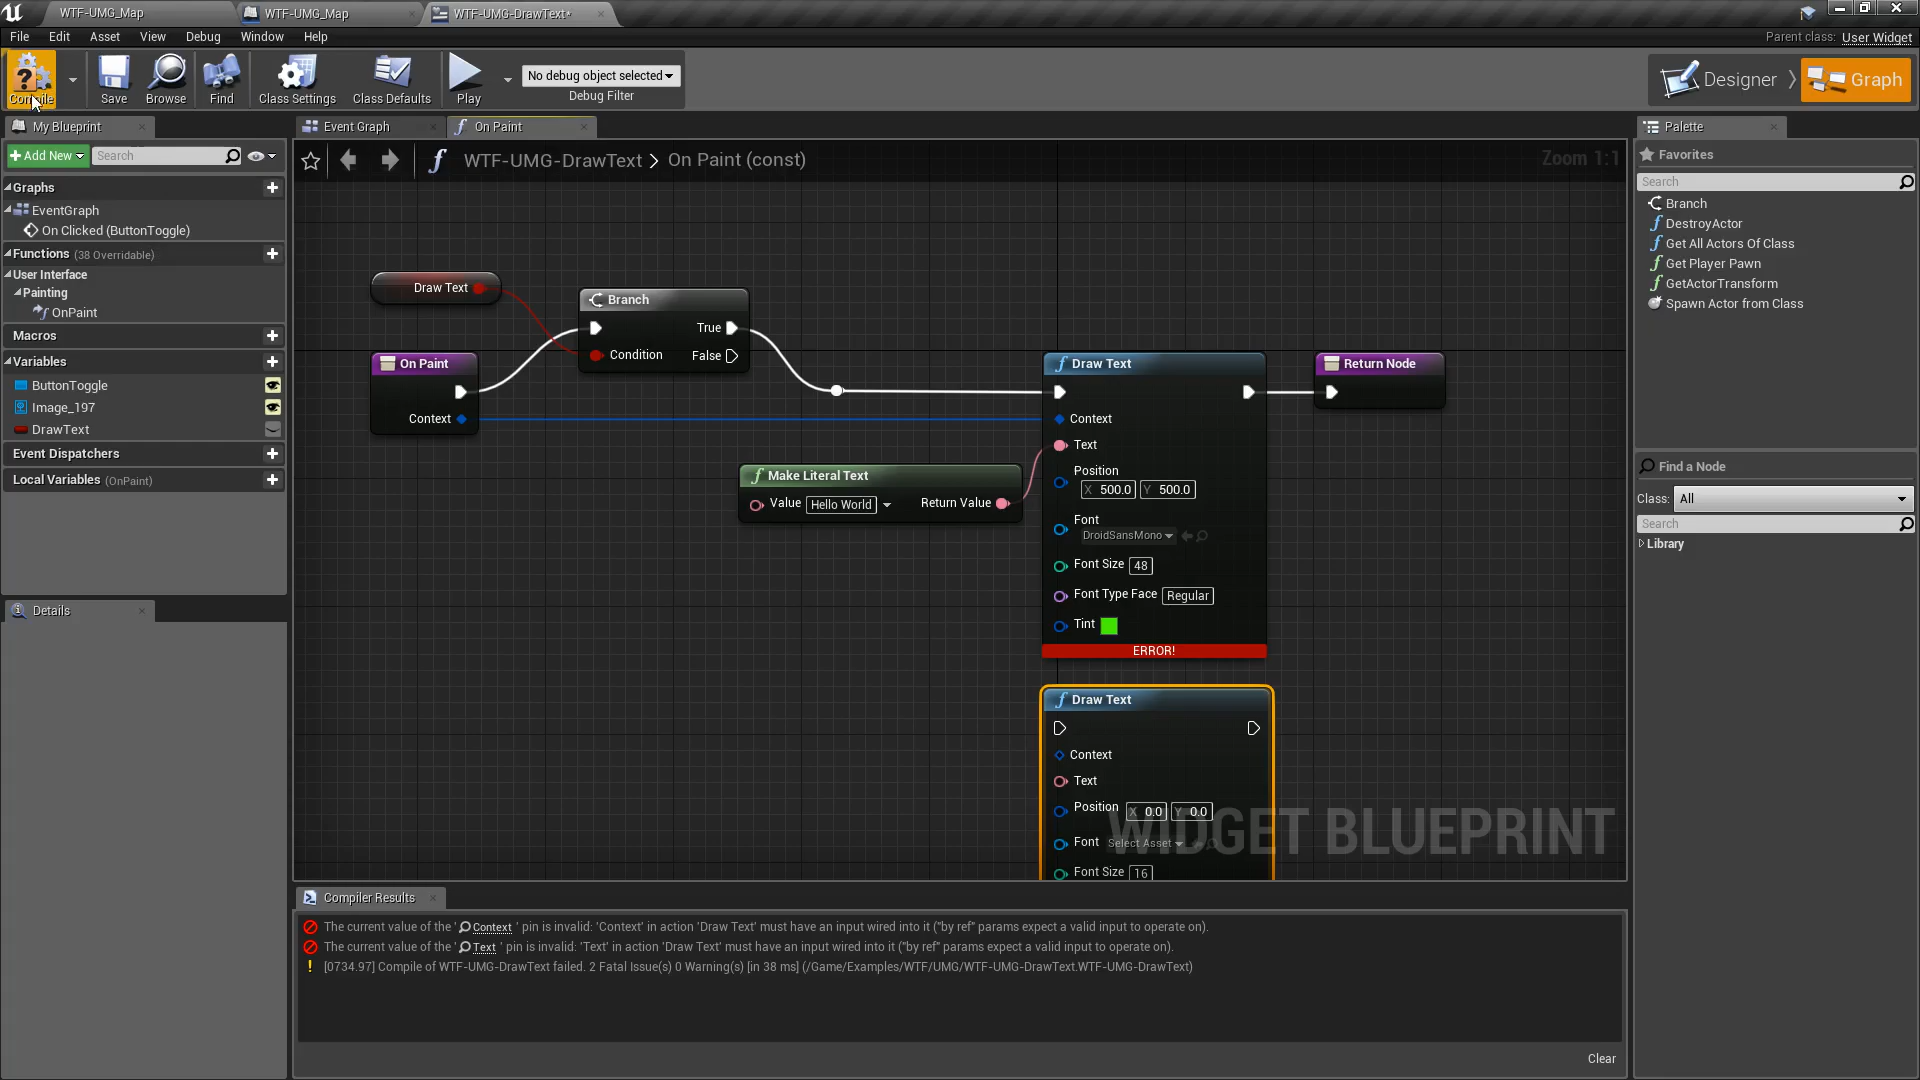 WTF-UMG_Map
WTF-UMG_Map
WTF-UMG-DrawText*
File Edit Asset View Debug Window Help
Parent class: User Widget
Compile
Save
Browse
Find
Class Settings
Class Defaults
Play
No debug object selected
Debug Filter
Designer
Graph
My Blueprint
Add New
Search
Graphs
EventGraph
On Clicked (ButtonToggle)
Functions (38 Overridable)
User Interface
Painting
OnPaint
Macros
Variables
ButtonToggle
Image_197
DrawText
Event Dispatchers
Local Variables (OnPaint)
Details
Event Graph
On Paint
WTF-UMG-DrawText > On Paint (const)
Zoom 1:1
Draw Text
Branch
True
Condition
False
On Paint
Context
Make Literal Text
Value Hello World
Return Value
Draw Text
Context
Text
Position
X 500.0 Y 500.0
Font
DroidSansMono
Font Size 48
Font Type Face Regular
Tint
ERROR!
Return Node
Draw Text
Context
Text
Position X 0.0 Y 0.0
Font Select Asset
Font Size 16
WIDGET BLUEPRINT
Compiler Results
The current value of the ' Context ' pin is invalid: 'Context' in action 'Draw Text' must have an input wired into it ("by ref" params expect a valid input to operate on).
The current value of the ' Text ' pin is invalid: 'Text' in action 'Draw Text' must have an input wired into it ("by ref" params expect a valid input to operate on).
[0734.97] Compile of WTF-UMG-DrawText failed. 2 Fatal Issue(s) 0 Warning(s) [in 38 ms] (/Game/Examples/WTF/UMG/WTF-UMG-DrawText.WTF-UMG-DrawText)
Clear
Palette
Favorites
Search
Branch
DestroyActor
Get All Actors Of Class
Get Player Pawn
GetActorTransform
Spawn Actor from Class
Find a Node
Class: All
Search
Library